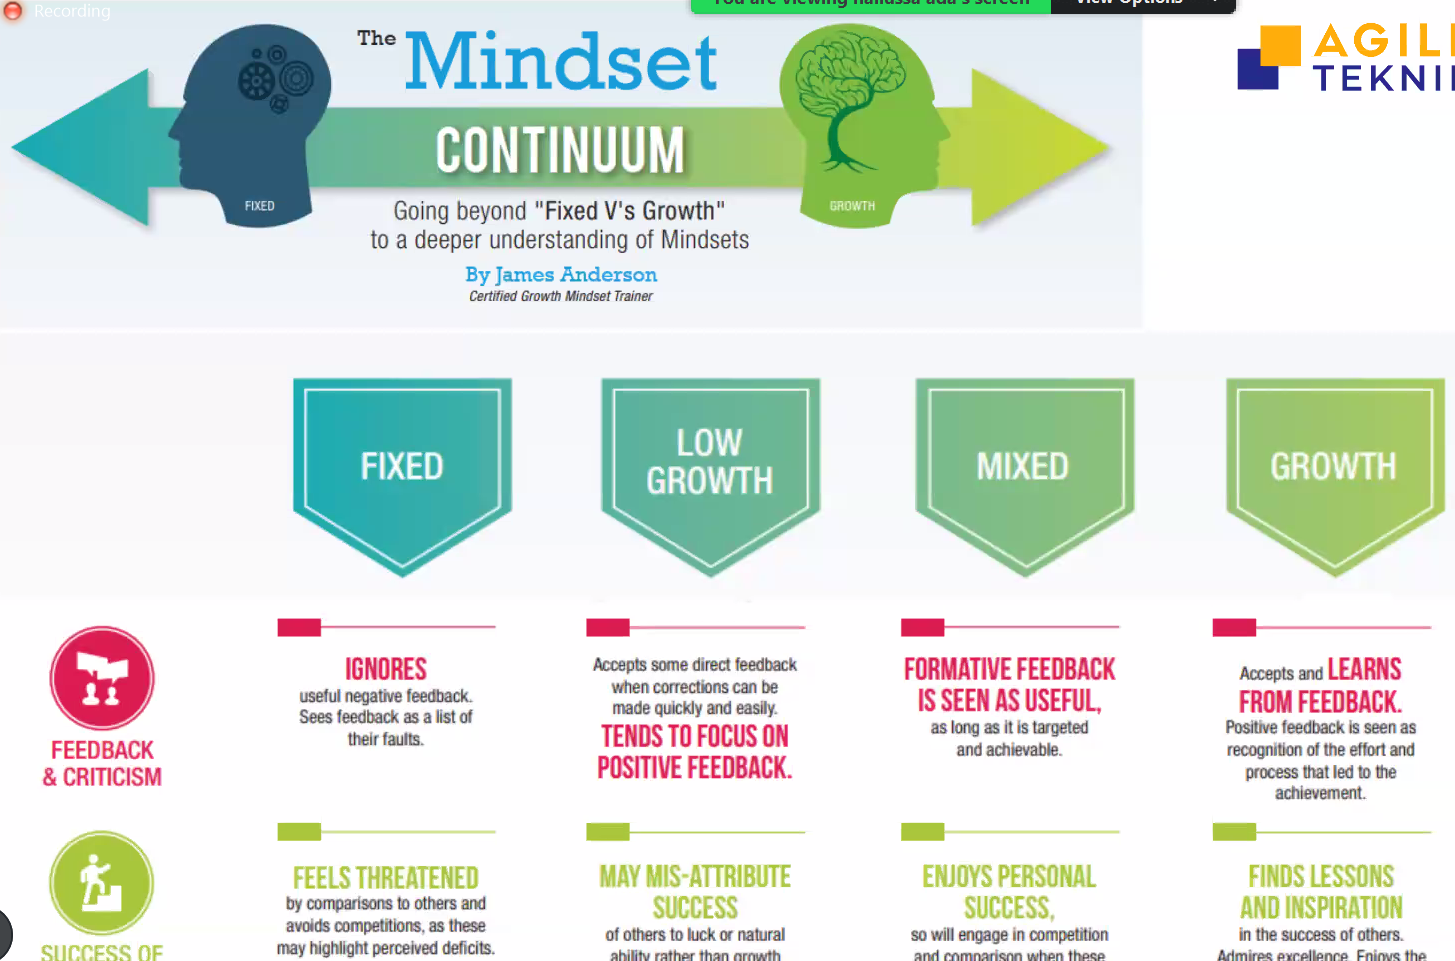 Recording
You are viewing
screen
View Options
AGIL
TEKNI
The Mindset
CONTINUUM
FIXED
GROWTH
Going beyond "Fixed V's Growth"
to a deeper understanding of Mindsets
By James Anderson
Certified Growth Mindset Trainer
FIXED
LOW
GROWTH
MIXED
GROWTH
FEEDBACK
& CRITICISM
IGNORES
useful negative feedback.
Sees feedback as a list of
their faults.
Accepts some direct feedback
when corrections can be
made quickly and easily.
TENDS TO FOCUS ON
POSITIVE FEEDBACK.
FORMATIVE FEEDBACK
IS SEEN AS USEFUL,
as long as it is targeted
and achievable.
Accepts and LEARNS
FROM FEEDBACK.
Positive feedback is seen as
recognition of the effort and
process that led to the
achievement.
SUCCESS OF
FEELS THREATENED
by comparisons to others and
avoids competitions, as these
may highlight perceived deficits.
MAY MIS-ATTRIBUTE
SUCCESS
of others to luck or natural
ability rather than growth
ENJOYS PERSONAL
SUCCESS,
so will engage in competition
and comparison when these
FINDS LESSONS
AND INSPIRATION
in the success of others.
Admires excellence. Enjoys the